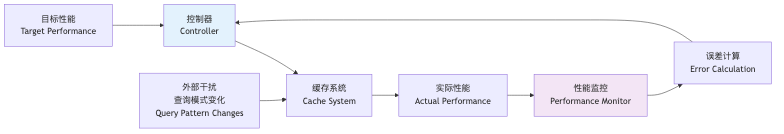 目标性能
Target Performance
控制器
Controller
外部干扰
查询模式变化
Query Pattern Changes
缓存系统
Cache System
实际性能
Actual Performance
性能监控
Performance Monitor
误差计算
Error Calculation